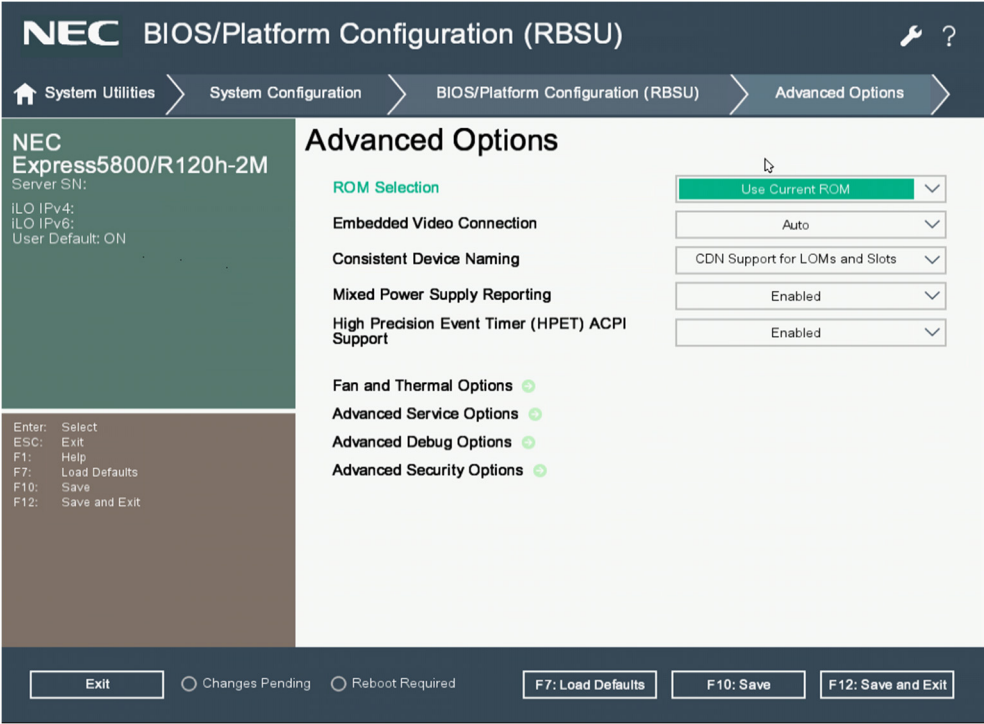 NEC BIOS/Platform Configuration (RBSU)
?
System Utilities
System Configuration
BIOS/Platform Configuration (RBSU)
Advanced Options
NEC
Express5800/R120h-2M
Server SN:
iLO IPv4:
iLO IPv6:
User Default: ON
Enter: Select
ESC: Exit
F1: Help
F7: Load Defaults
F10: Save
F12: Save and Exit
Advanced Options
ROM Selection
Use Current ROM
Embedded Video Connection
Auto
Consistent Device Naming
CDN Support for LOMs and Slots
Mixed Power Supply Reporting
Enabled
High Precision Event Timer (HPET) ACPI
Support
Enabled
Fan and Thermal Options
Advanced Service Options
Advanced Debug Options
Advanced Security Options
Exit
Changes Pending
Reboot Required
F7: Load Defaults
F10: Save
F12: Save and Exit